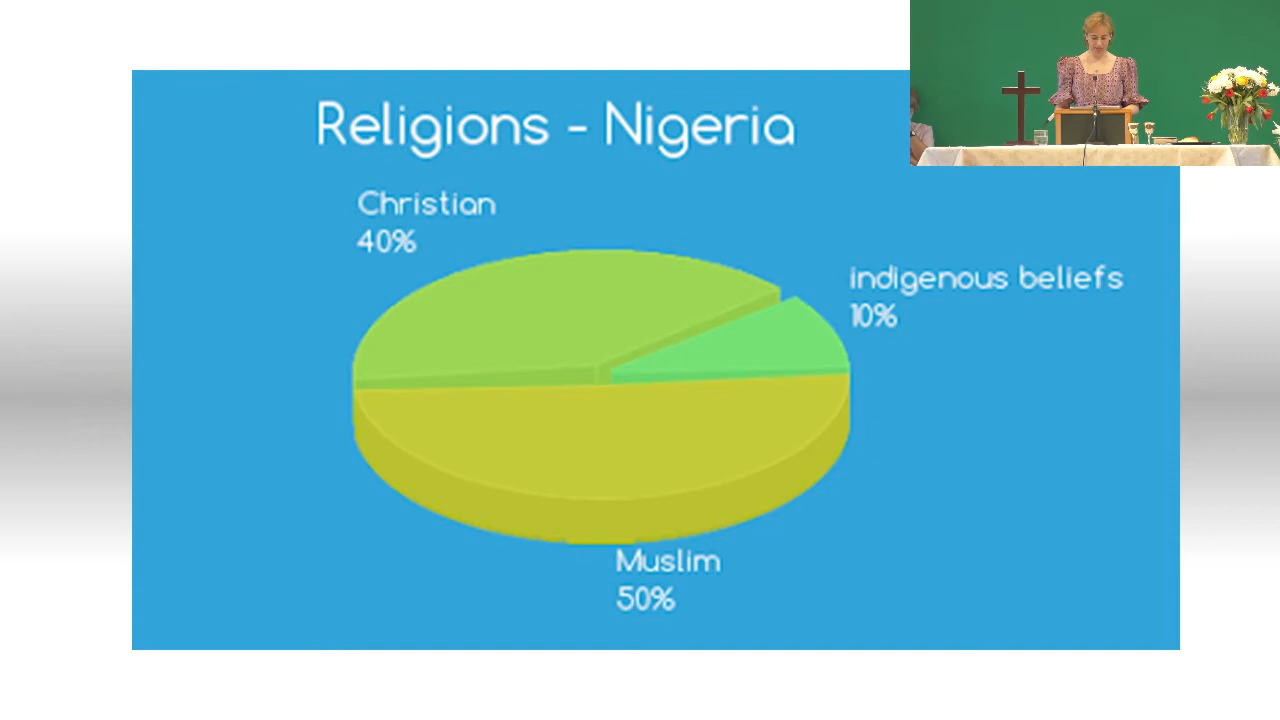 Religions - Nigeria
Christian
40%
indigenous beliefs
10%
Muslim
50%